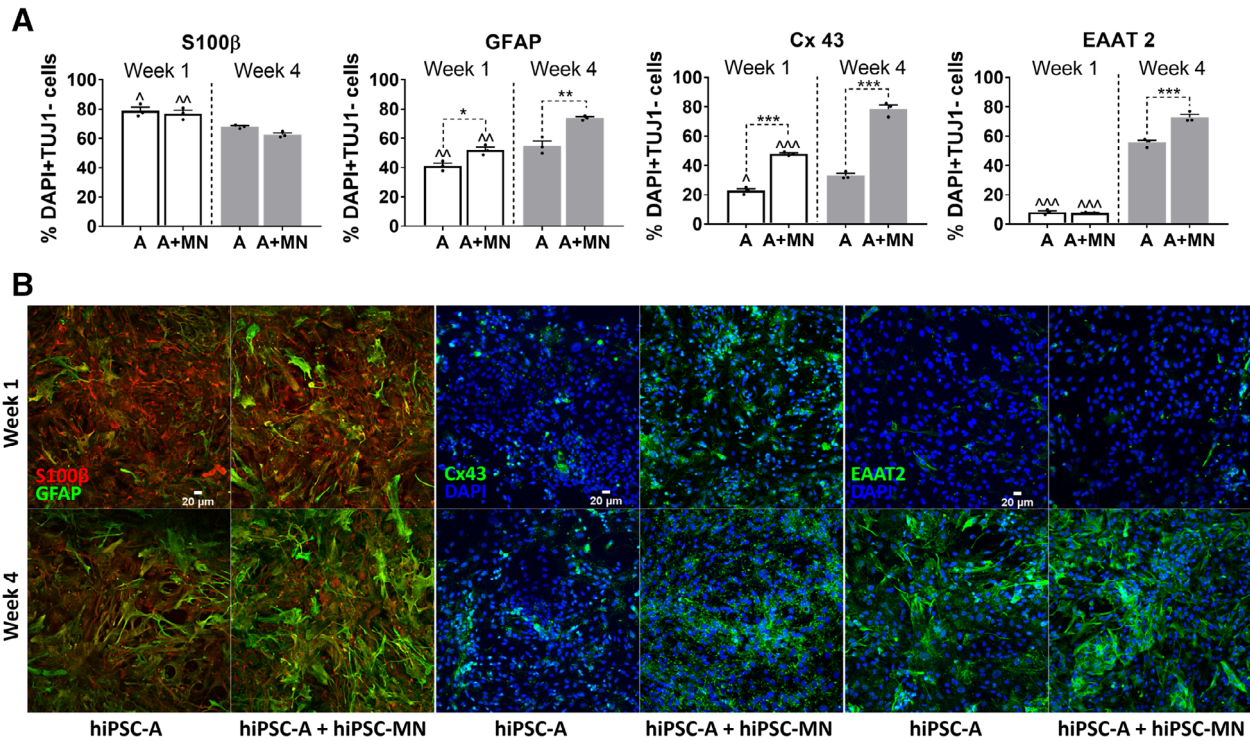 A
S100β
Week 1
Week 4
% DAPI+TUJ1- cells
100
80
60
40
20
0
^
^^
A
A+MN
A
A+MN
GFAP
Week 1
Week 4
% DAPI+TUJ1- cells
100
80
60
40
20
0
*
**
^^
^^
A
A+MN
A
A+MN
Cx 43
Week 1
Week 4
% DAPI+TUJ1- cells
100
80
60
40
20
0
***
***
^
^^^
A
A+MN
A
A+MN
EAAT 2
Week 1
Week 4
% DAPI+TUJ1- cells
100
80
60
40
20
0
***
^^^
^^^
A
A+MN
A
A+MN
B
Week 1
Week 4
S100β
GFAP
20 µm
Cx43
DAPI
20 µm
EAAT2
DAPI
20 µm
hiPSC-A
hiPSC-A + hiPSC-MN
hiPSC-A
hiPSC-A + hiPSC-MN
hiPSC-A
hiPSC-A + hiPSC-MN